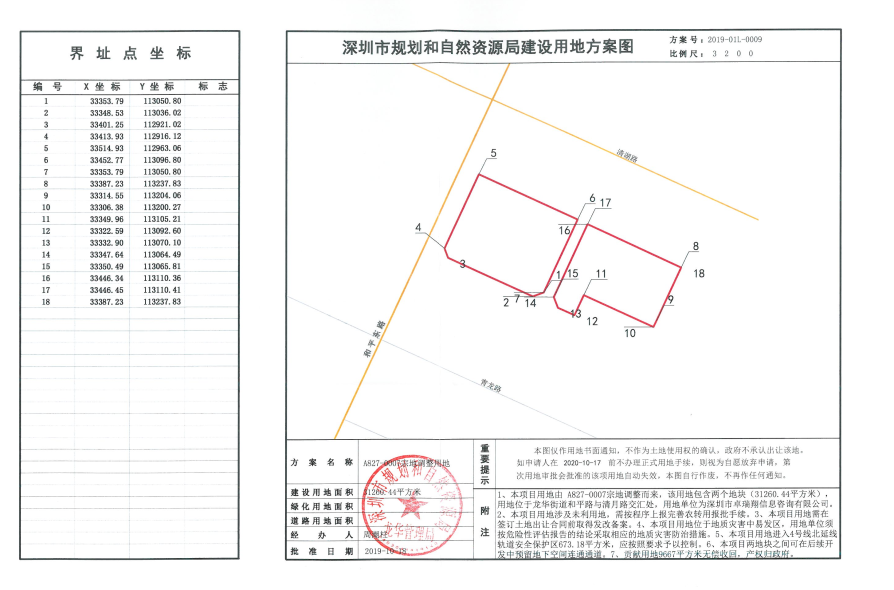 界 址 点 坐 标
编 号 X 坐 标 Y 坐 标 标 志
1 33353.79 113050.80
2 33348.53 113036.02
3 33401.25 112921.02
4 33413.93 112916.12
5 33514.93 112963.06
6 33452.77 113096.80
7 33353.79 113050.80
8 33387.23 113237.83
9 33314.55 113204.06
10 33306.38 113200.27
11 33349.96 113105.21
12 33322.59 113092.60
13 33332.90 113070.10
14 33347.64 113064.49
15 33350.49 113065.81
16 33446.34 113110.36
17 33446.45 113110.41
18 33387.23 113237.83
深圳市规划和自然资源局建设用地方案图
方案号：2019-01L-0009
比例尺：3 2 0 0
清湖路
5
6 17
16
4
8
18
3
1 15 11
2 7 14
9
13 12
10
和平东路
青龙路
方 案 名 称 A827-0007宗地调整用地
建设用地面积 31260.44平方米
绿化用地面积
道路用地面积
经 办 人
批 准 日 期 2019-10-18
深圳市规划和自然资源局
龙华管理局
重要提示
本图仅作用地书面通知，不作为土地使用权的确认，政府不承认出让该地。
如申请人在 2020-10-17 前不办理正式用地手续，则视为自愿放弃申请，第
次用地审批会批准的该项用地自动失效。本图自行作废，不再作任何通知。
附注
1、本项目用地由 A827-0007宗地调整而来，该用地包含两个地块（31260.44平方米），
用地位于龙华街道和平路与清月路交汇处，用地单位为深圳市卓瑞翔信息咨询有限公司。
2、本项目用地涉及未利用地，需按程序上报完善农转用报批手续。3、本项目用地需在
签订土地出让合同前取得发改备案。4、本项目用地位于地质灾害中易发区，用地单位须
按危险性评估报告的结论采取相应的地质灾害防治措施。5、本项目用地进入4号线北延线
轨道安全保护区673.18平方米，应按照要求予以控制。6、本项目两地块之间可在后续开
发中预留地下空间连通通道。7、贡献用地9667平方米无偿收回，产权归政府。